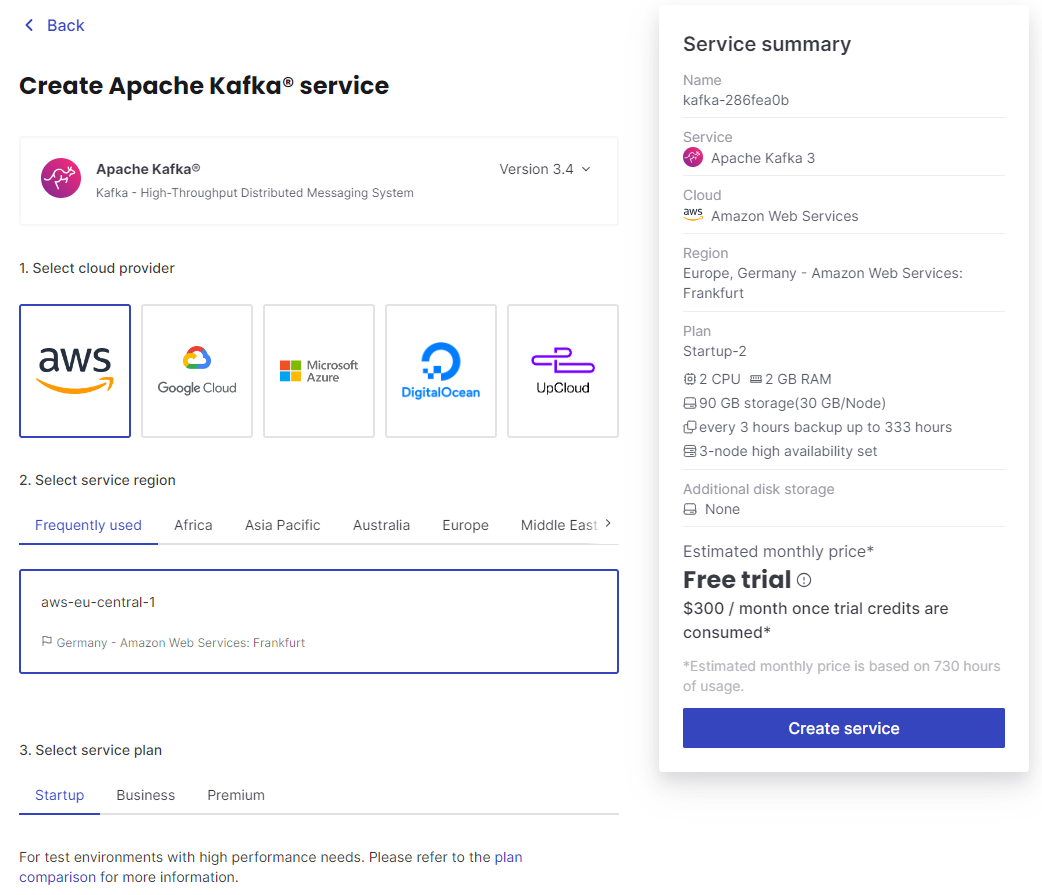 Back
Create Apache Kafka® service
Apache Kafka®
Version 3.4
Kafka - High-Throughput Distributed Messaging System
1. Select cloud provider
aws
Google Cloud
Microsoft
Azure
DigitalOcean
UpCloud
2. Select service region
Frequently used Africa Asia Pacific Australia Europe Middle East
aws-eu-central-1
Germany - Amazon Web Services: Frankfurt
3. Select service plan
Startup Business Premium
For test environments with high performance needs. Please refer to the plan
comparison for more information.
Service summary
Name
kafka-286fea0b
Service
Apache Kafka 3
Cloud
aws Amazon Web Services
Region
Europe, Germany - Amazon Web Services:
Frankfurt
Plan
Startup-2
2 CPU 2 GB RAM
90 GB storage(30 GB/Node)
every 3 hours backup up to 333 hours
3-node high availability set
Additional disk storage
None
Estimated monthly price*
Free trial
$300 / month once trial credits are
consumed*
*Estimated monthly price is based on 730 hours
of usage.
Create service